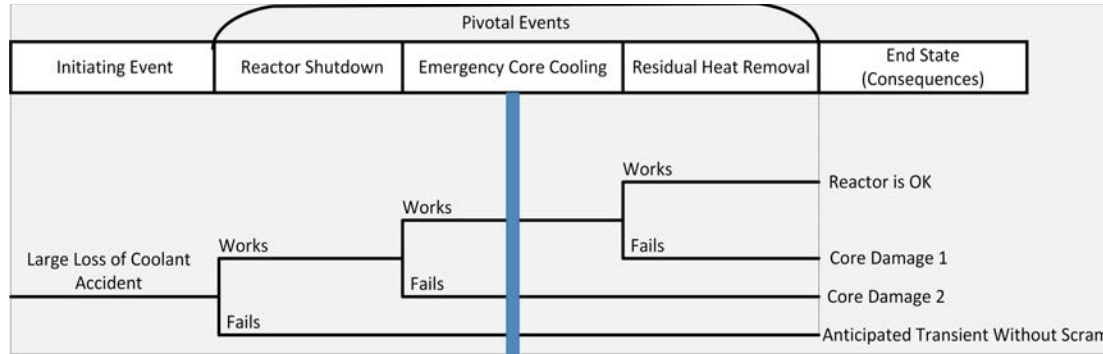 Pivotal Events
Initiating Event
Reactor Shutdown
Emergency Core Cooling
Residual Heat Removal
End State
(Consequences)
Works
Reactor is OK
Works
Works
Fails
Core Damage 1
Large Loss of Coolant
Accident
Fails
Core Damage 2
Fails
Anticipated Transient Without Scram